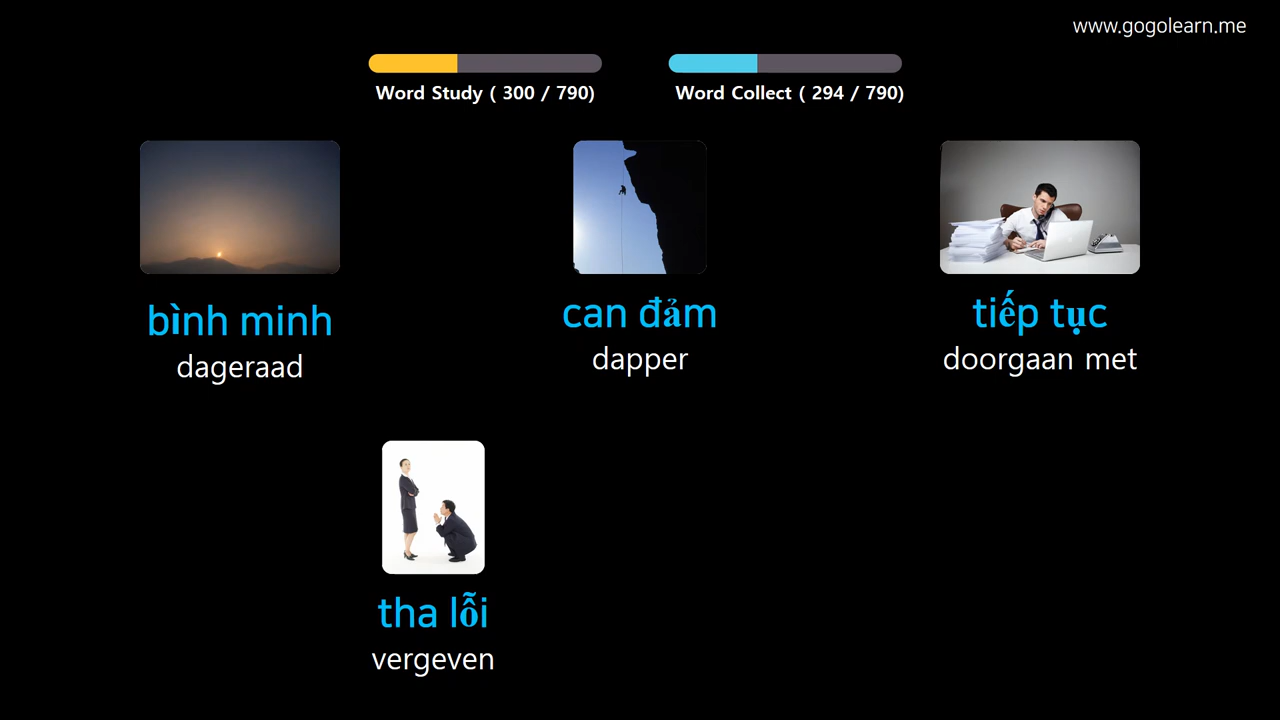 www.gogolearn.me
Word Study ( 300 / 790)
Word Collect ( 294 / 790)
bình minh
dageraad
can đảm
dapper
tiếp tục
doorgaan met
tha lỗi
vergeven